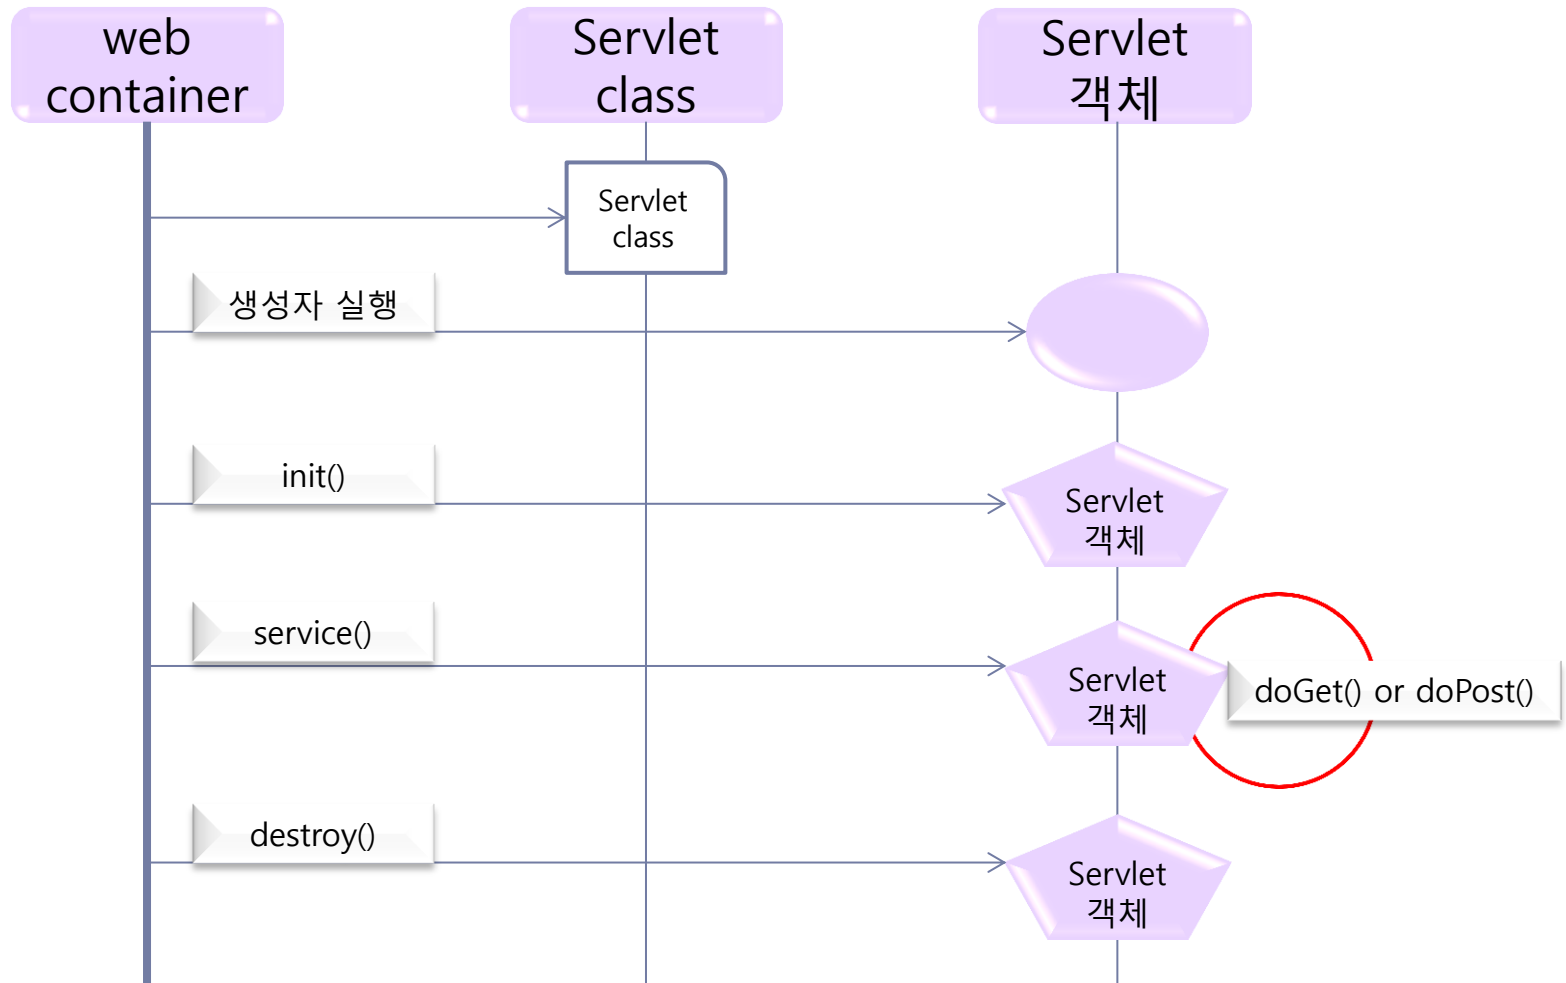 web
container
Servlet
class
Servlet
객체
Servlet
class
생성자 실행
init()
Servlet
객체
service()
Servlet
객체
doGet() or doPost()
destroy()
Servlet
객체